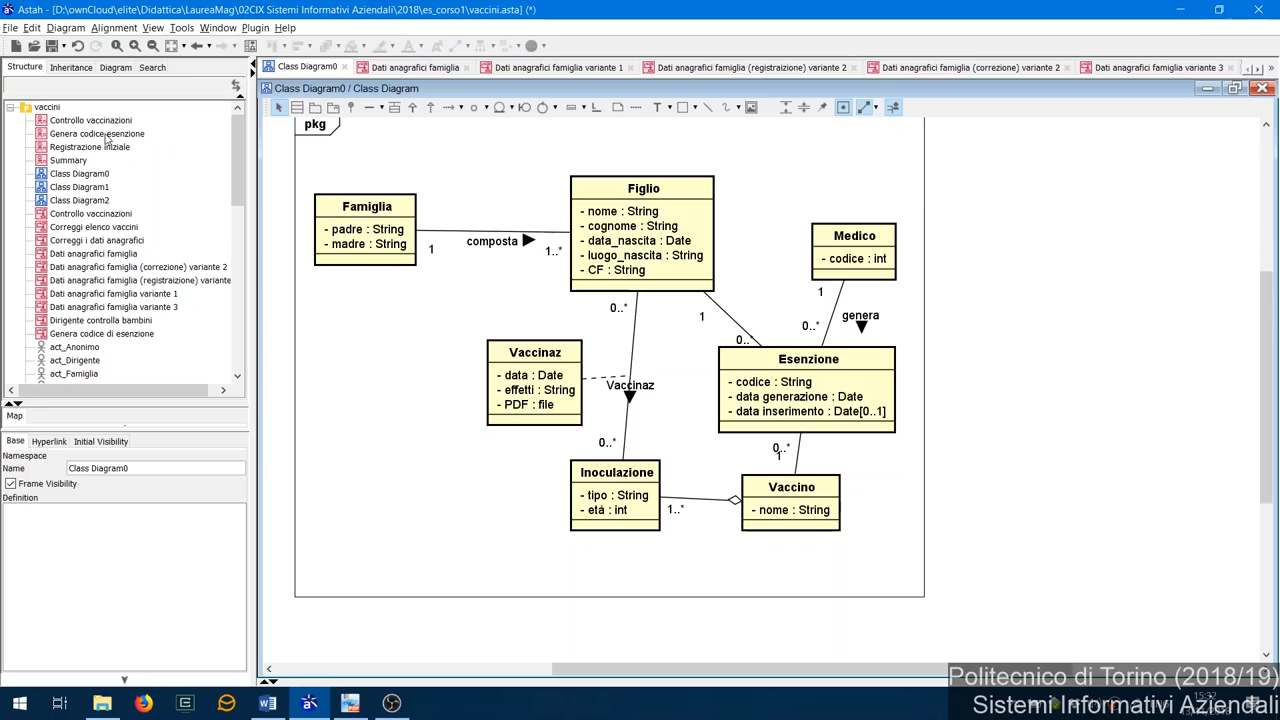 Astah - [D:\ownCloud\elite\Didattica\LaureaMag\02CIX Sistemi Informativi Aziendali\2018\es_corso1\vaccini.asta] (*)
File Edit Diagram Alignment View Tools Window Plugin Help
Structure Inheritance Diagram Search
vaccini
Controllo vaccinazioni
Genera codice esenzione
Registrazione iniziale
Summary
Class Diagram0
Class Diagram1
Class Diagram2
Controllo vaccinazioni
Correggi elenco vaccini
Correggi i dati anagrafici
Dati anagrafici famiglia
Dati anagrafici famiglia (correzione) variante 2
Dati anagrafici famiglia (registraizione) variante
Dati anagrafici famiglia variante 1
Dati anagrafici famiglia variante 3
Dirigente controlla bambini
Genera codice di esenzione
act_Anonimo
act_Dirigente
act_Famiglia
Map
Base Hyperlink Initial Visibility
Namespace
Name Class Diagram0
Frame Visibility
Definition
Class Diagram0 Dati anagrafici famiglia Dati anagrafici famiglia variante 1 Dati anagrafici famiglia (registraizione) variante 2 Dati anagrafici famiglia (correzione) variante 2 Dati anagrafici famiglia variante 3
Class Diagram0 / Class Diagram
pkg
Famiglia
- padre : String
- madre : String
1
composta
1..*
Figlio
- nome : String
- cognome : String
- data_nascita : Date
- luogo_nascita : String
- CF : String
Medico
- codice : int
1
0..*
genera
0..*
1
0..*
Vaccinaz
- data : Date
- effetti : String
- PDF : file
Vaccinaz
0..*
Esenzione
- codice : String
- data generazione : Date
- data inserimento : Date[0..1]
0..*
1
Inoculazione
- tipo : String
- età : int
1..*
Vaccino
- nome : String
Politecnico di Torino (2018/19)
Sistemi Informativi Aziendali
15:32